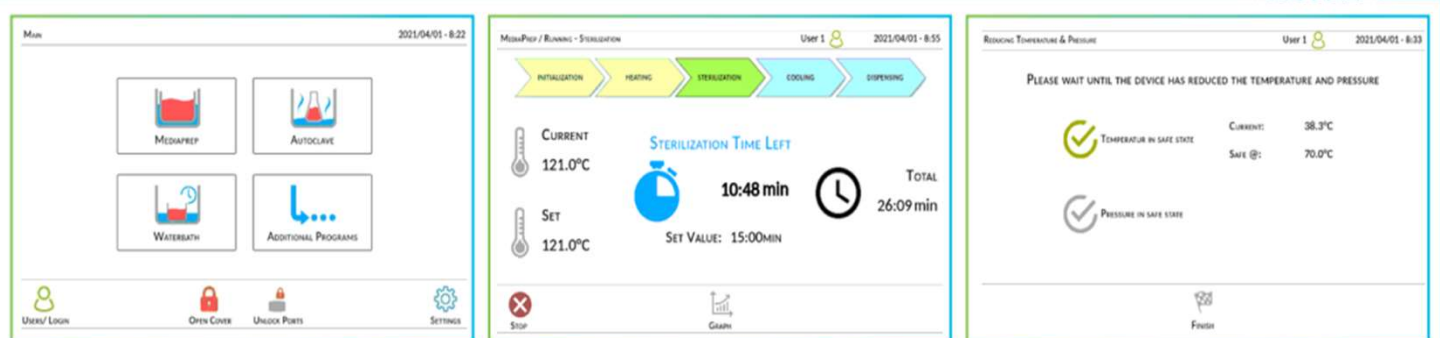 Main 2021/04/01 - 8:22
Mediaprep Autoclave
Waterbath Additional Programs
Users/ Login Open Cover Unlock Ports Settings
MediaPrep / Running - Sterilization User 1 2021/04/01 - 8:55
Initialization Heating Sterilization Cooling Dispensing
Current
121.0°C
Set
121.0°C
Sterilization Time Left
10:48 min
Set Value: 15:00min
Total
26:09 min
Stop Graph
Reducing Temperature & Pressure User 1 2021/04/01 - 8:33
Please wait until the device has reduced the temperature and pressure
Temperatur in safe state
Current: 38.3°C
Safe @: 70.0°C
Pressure in safe state
Finish